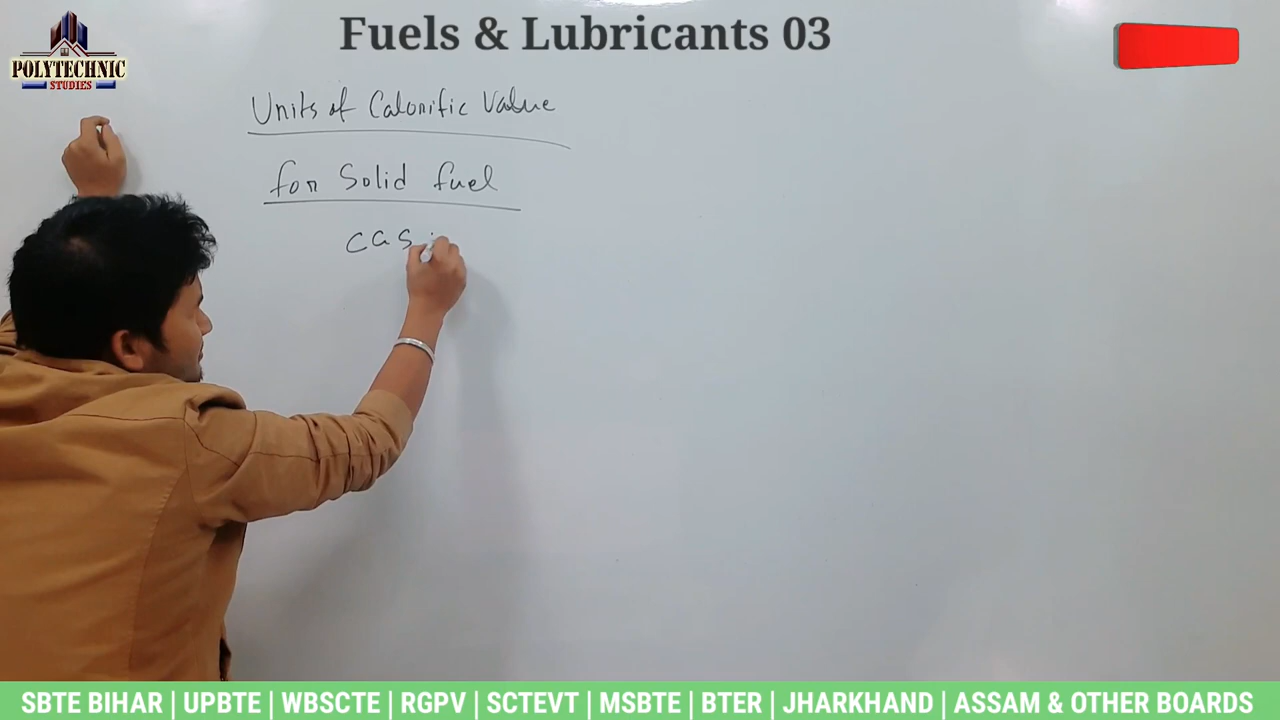 Fuels & Lubricants 03
POLYTECHNIC
STUDIES
Units of Calorific Value
for Solid fuel
CGS
SBTE BIHAR | UPBTE | WBSCTE | RGPV | SCTEVT | MSBTE | BTER | JHARKHAND | ASSAM & OTHER BOARDS